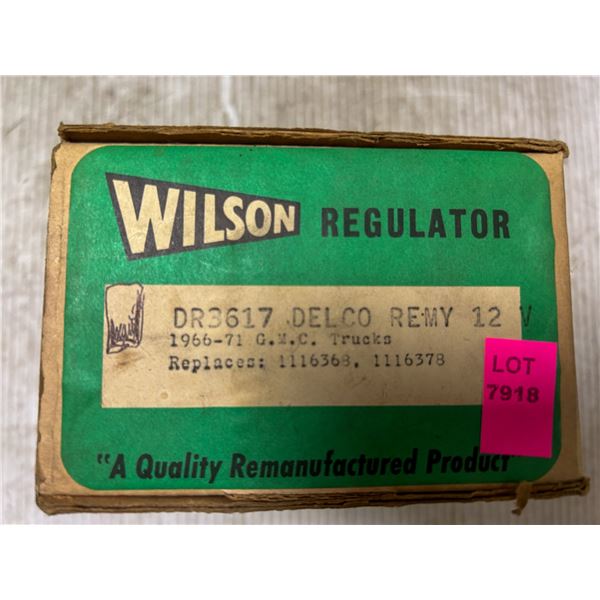 WILSON REGULATOR
DR3617 DELCO REMY 12 V
1966-71 G.M.C. Trucks
Replaces: 1116368, 1116378
LOT
7918
"A Quality Remanufactured Product"